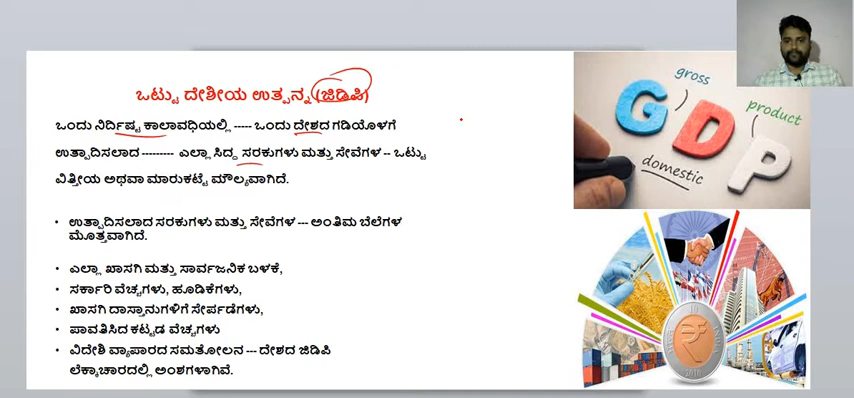 ಒಟ್ಟು ದೇಶೀಯ ಉತ್ಪನ್ನ (ಜಿಡಿಪಿ)
ಒಂದು ನಿರ್ದಿಷ್ಟ ಕಾಲಾವಧಿಯಲ್ಲಿ ----- ಒಂದು ದೇಶದ ಗಡಿಯೊಳಗೆ
ಉತ್ಪಾದಿಸಲಾದ --------- ಎಲ್ಲಾ ಸಿದ್ದ ಸರಕುಗಳು ಮತ್ತು ಸೇವೆಗಳ -- ಒಟ್ಟು
ವಿತ್ತೀಯ ಅಥವಾ ಮಾರುಕಟ್ಟೆ ಮೌಲ್ಯವಾಗಿದೆ.
• ಉತ್ಪಾದಿಸಲಾದ ಸರಕುಗಳು ಮತ್ತು ಸೇವೆಗಳ --- ಅಂತಿಮ ಬೆಲೆಗಳ
ಮೊತ್ತವಾಗಿದೆ.
• ಎಲ್ಲಾ ಖಾಸಗಿ ಮತ್ತು ಸಾರ್ವಜನಿಕ ಬಳಕೆ,
• ಸರ್ಕಾರಿ ವೆಚ್ಚಗಳು, ಹೂಡಿಕೆಗಳು,
• ಖಾಸಗಿ ದಾಸ್ತಾನುಗಳಿಗೆ ಸೇರ್ಪಡೆಗಳು,
• ಪಾವತಿಸಿದ ಕಟ್ಟಡ ವೆಚ್ಚಗಳು
• ವಿದೇಶಿ ವ್ಯಾಪಾರದ ಸಮತೋಲನ --- ದೇಶದ ಜಿಡಿಪಿ
ಲೆಕ್ಕಾಚಾರದಲ್ಲಿ ಅಂಶಗಳಾಗಿವೆ.
gross
GDP
product
domestic